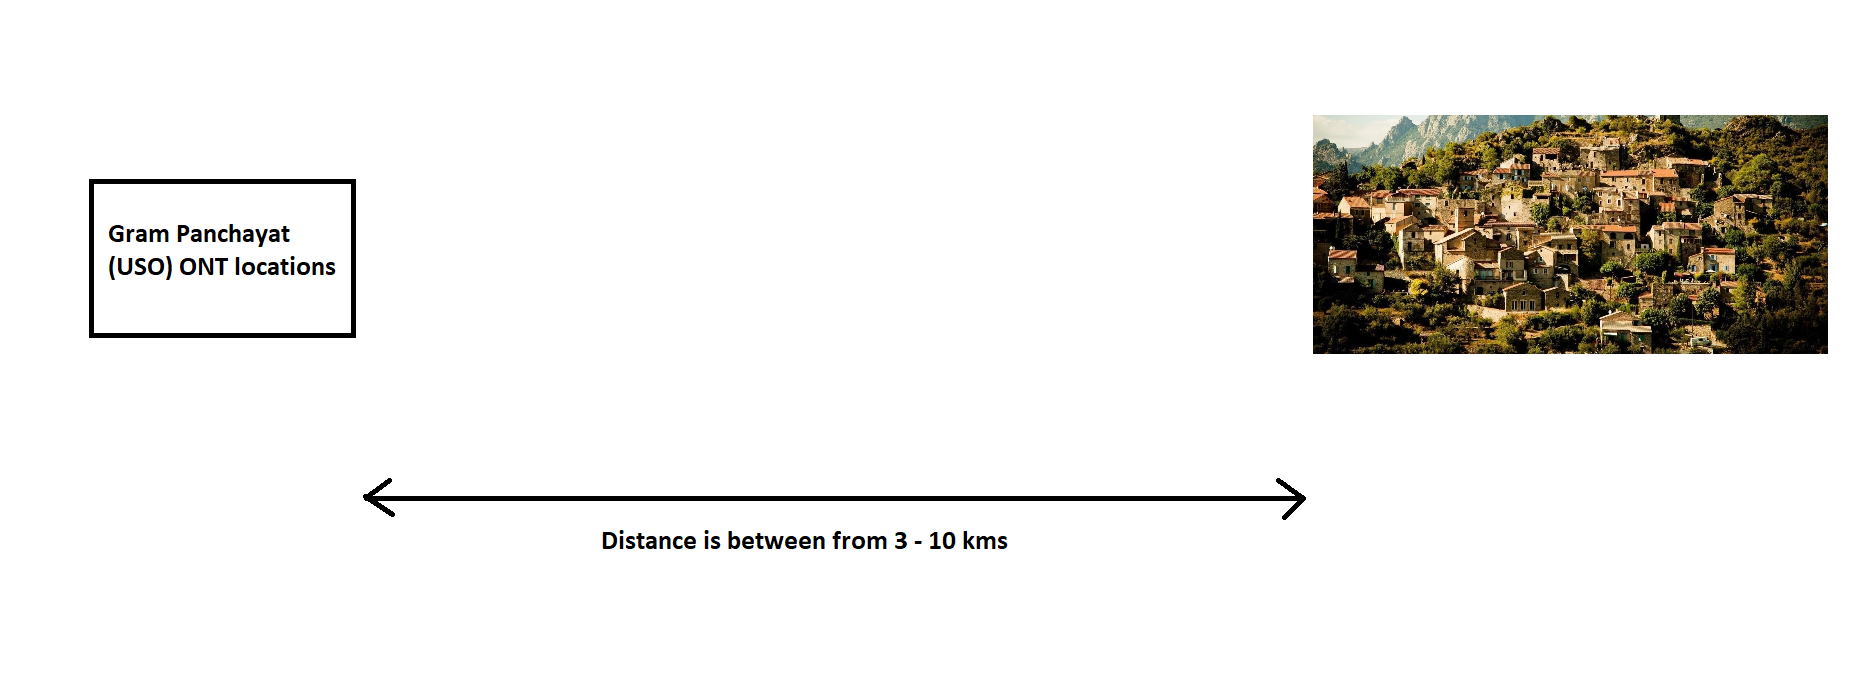 Gram Panchayat
(USO) ONT locations
Distance is between from 3 - 10 kms